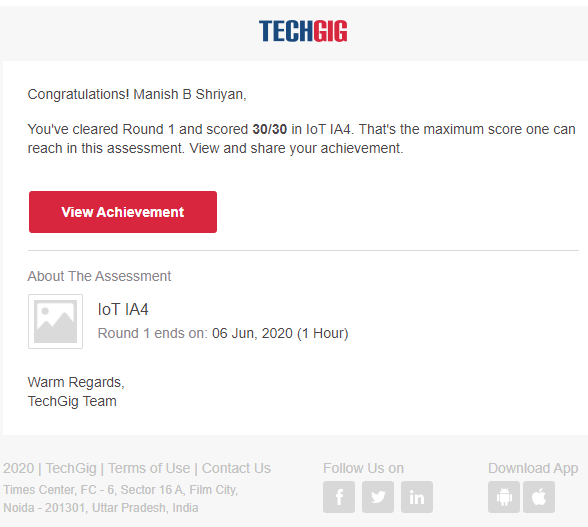 TECHGIG
Congratulations! Manish B Shriyan,
You've cleared Round 1 and scored 30/30 in IoT IA4. That's the maximum score one can
reach in this assessment. View and share your achievement.
View Achievement
About The Assessment
IoT IA4
Round 1 ends on: 06 Jun, 2020 (1 Hour)
Warm Regards,
TechGig Team
2020 | TechGig | Terms of Use | Contact Us
Times Center, FC - 6, Sector 16 A, Film City,
Noida - 201301, Uttar Pradesh, India
Follow Us on
Download App